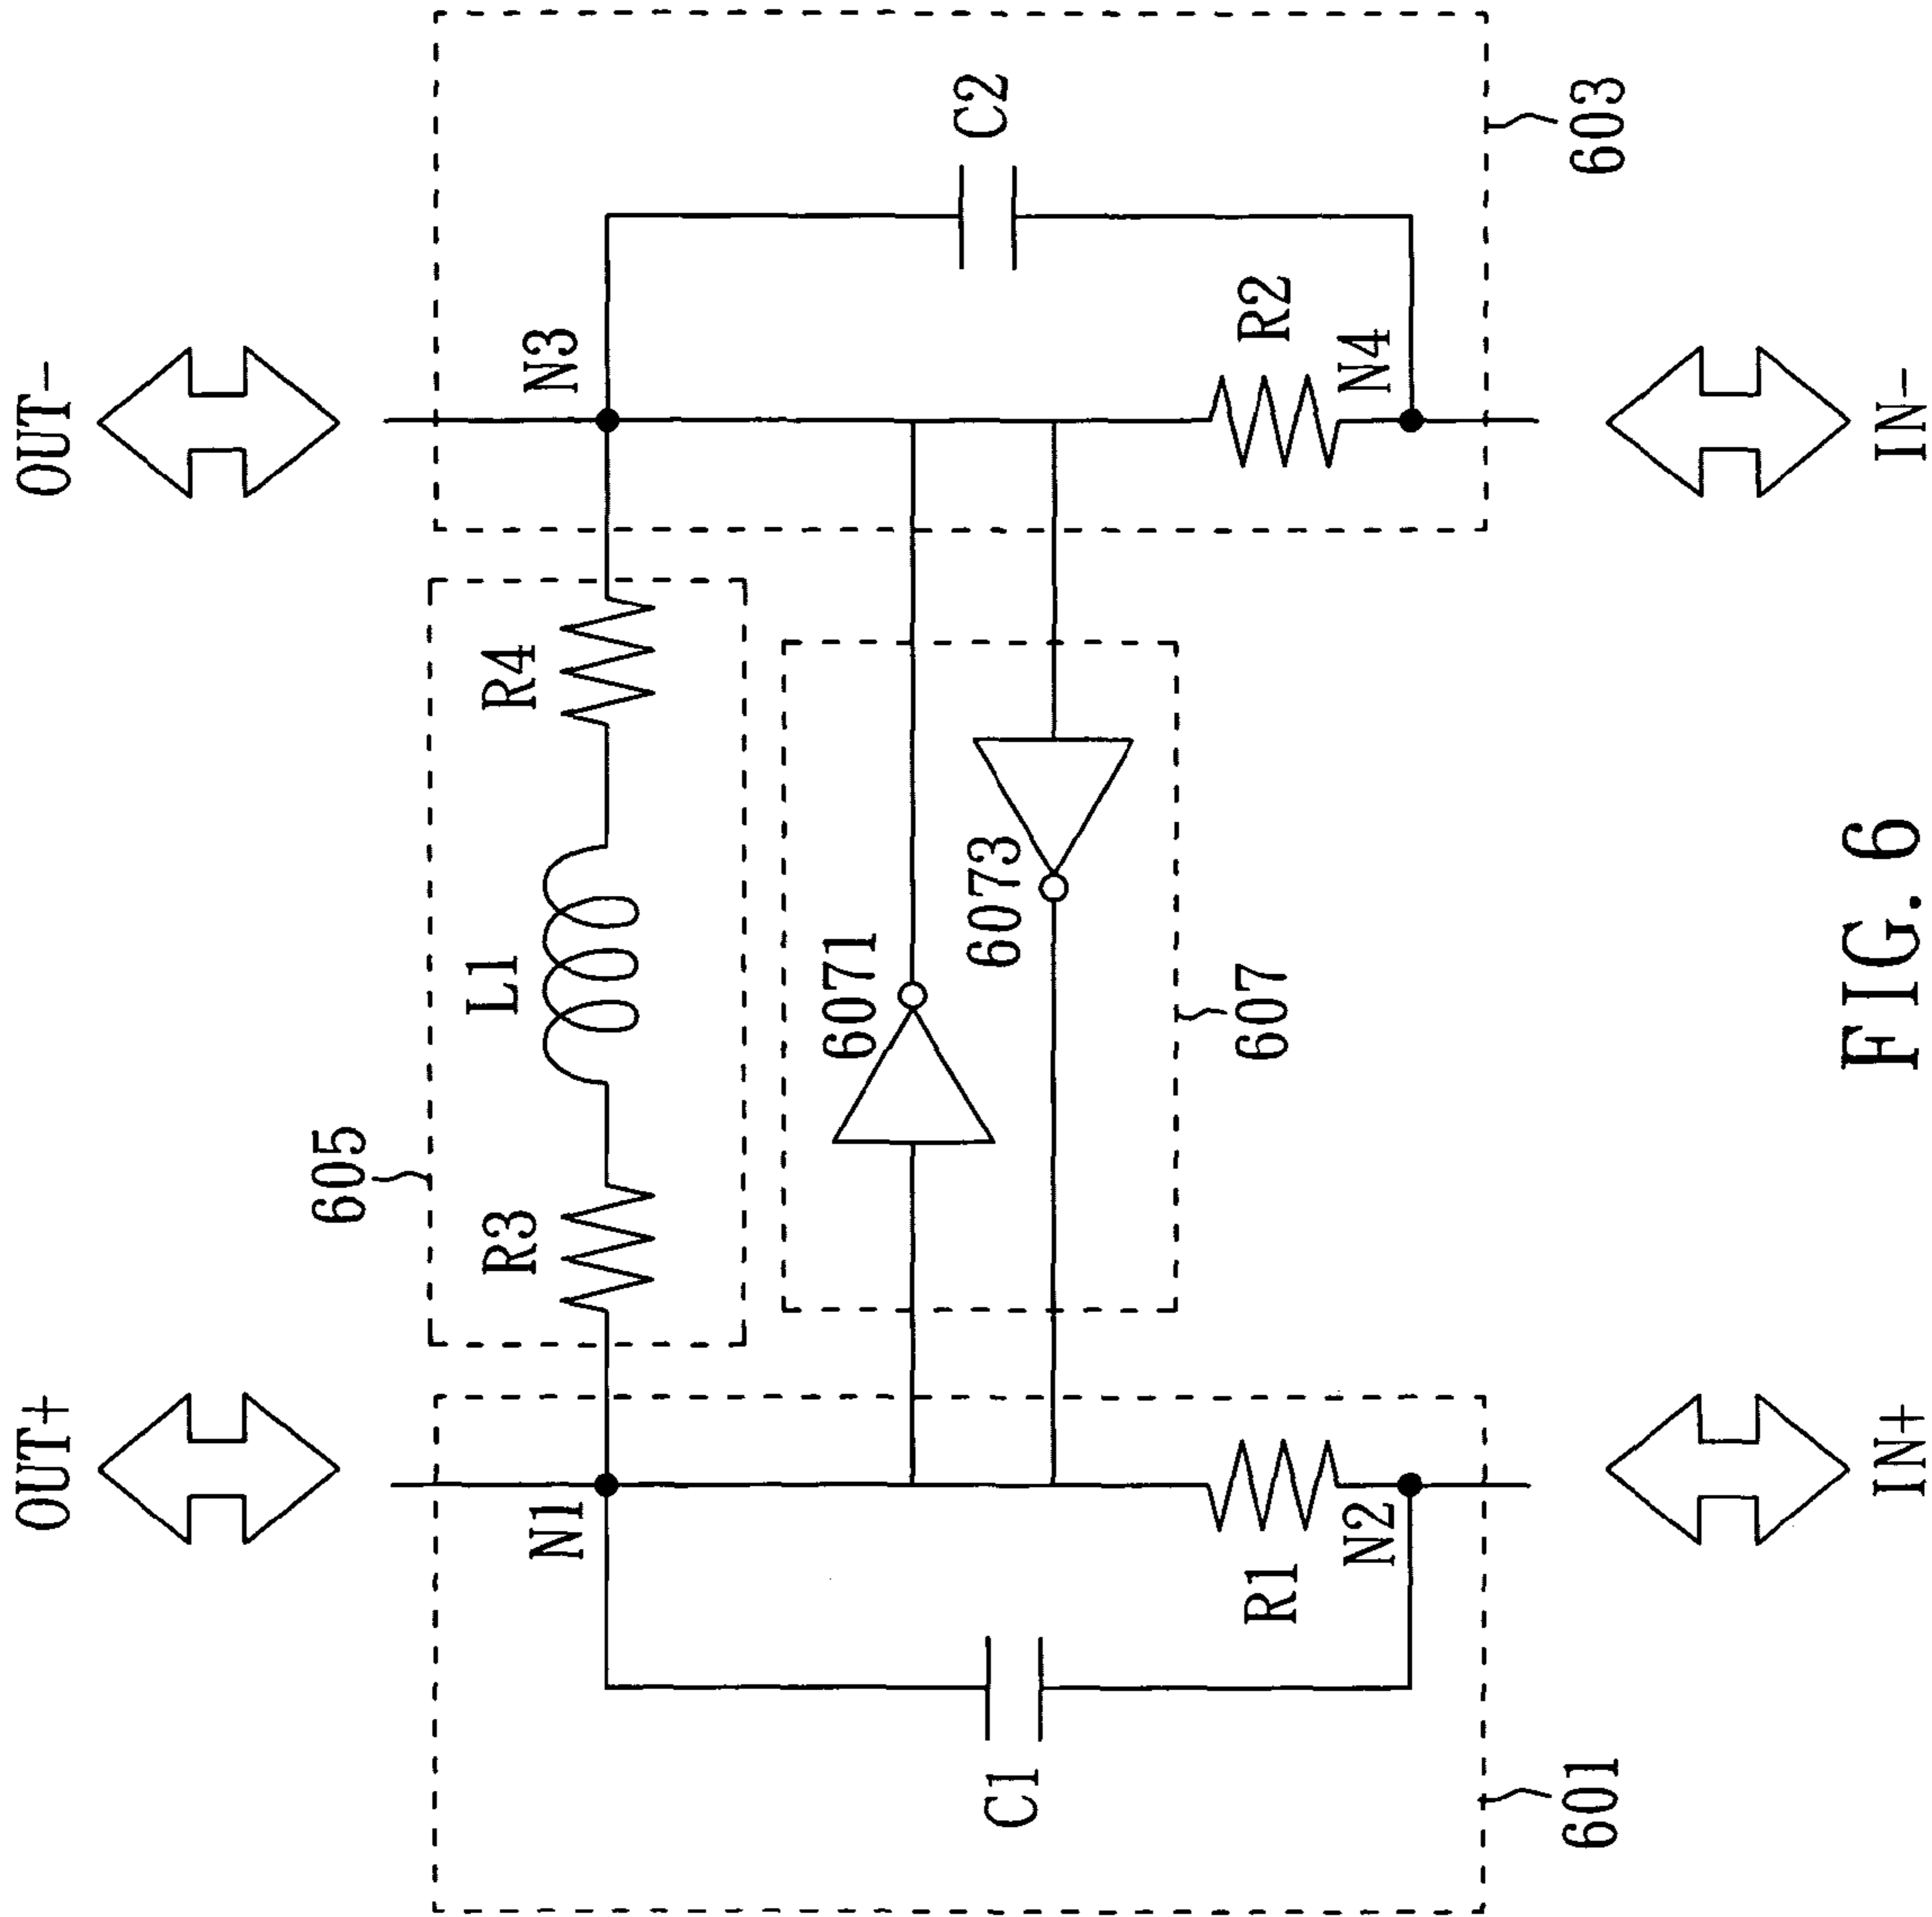 OUT+
OUT-
605
R3
L1
R4
N1
N3
6071
6073
C1
C2
607
R1
R2
N2
N4
601
603
IN+
IN-
FIG. 6